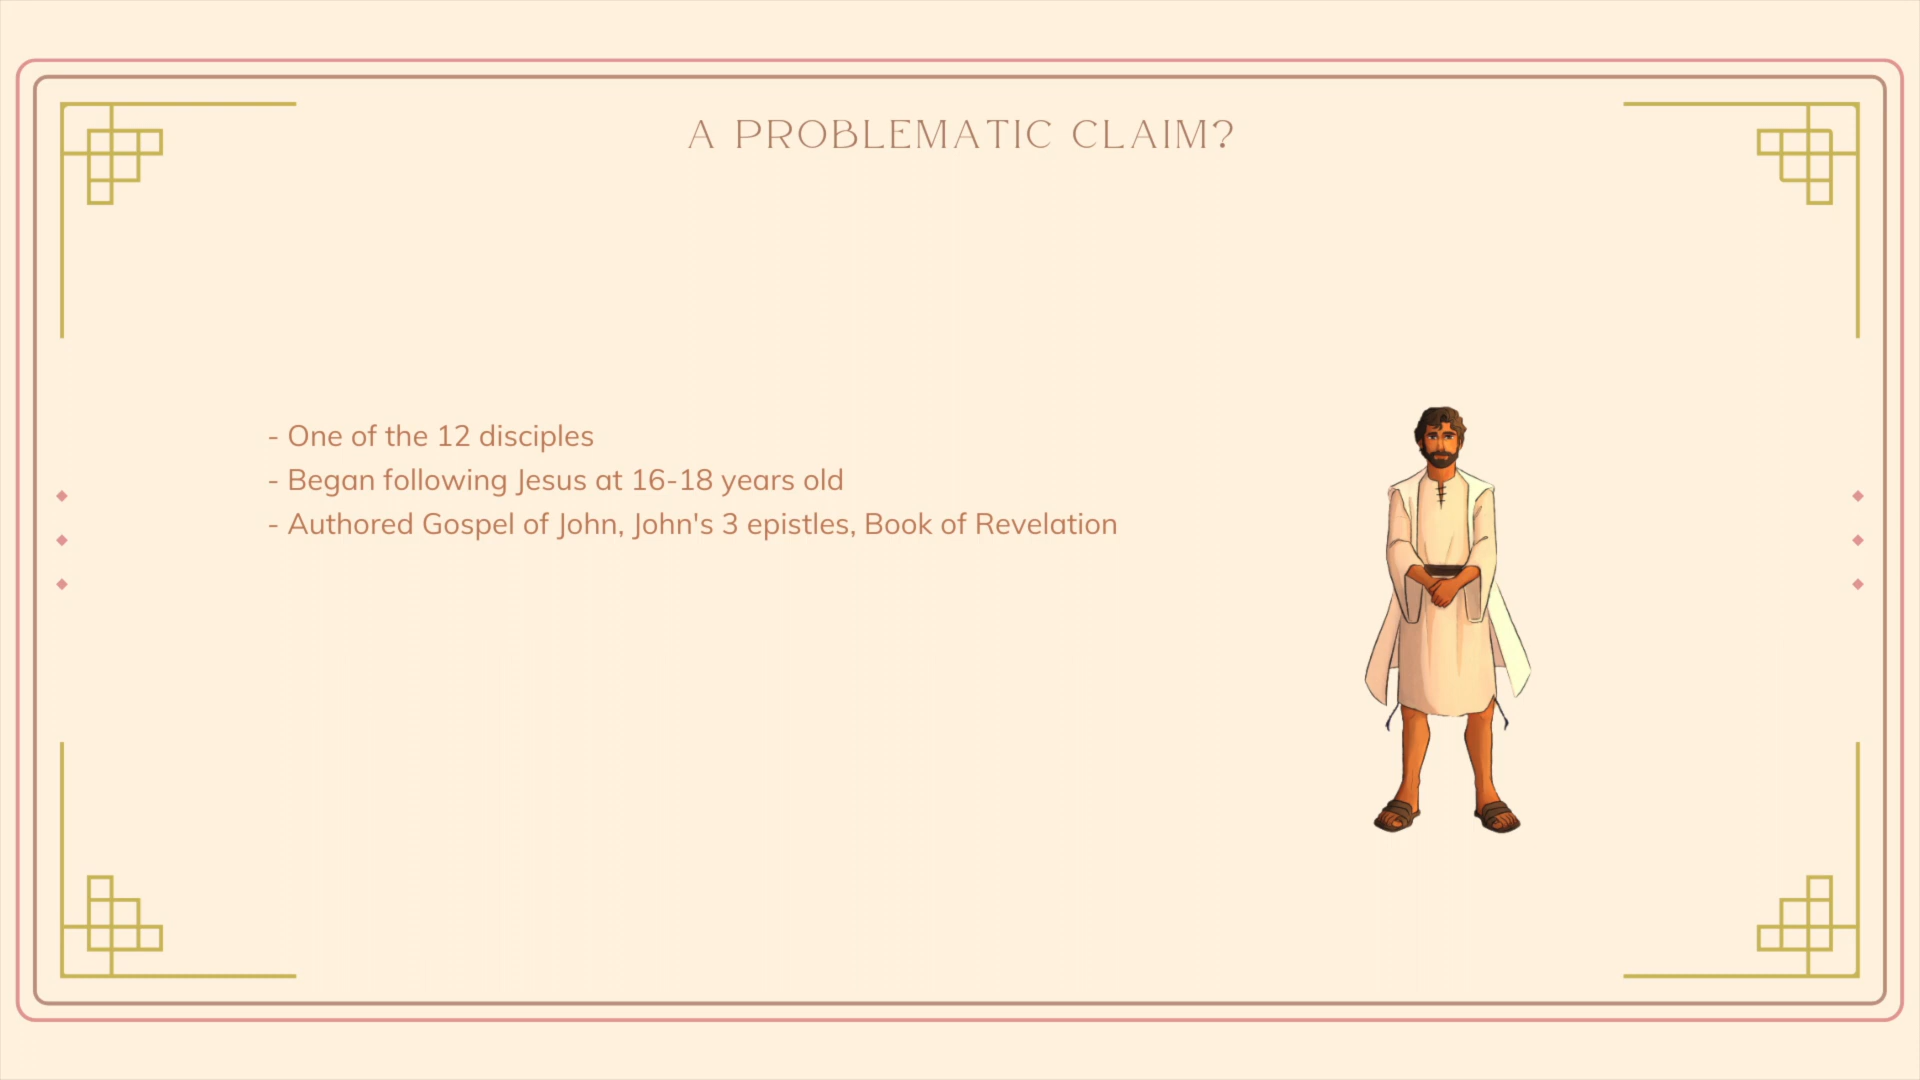 A PROBLEMATIC CLAIM?
- One of the 12 disciples
- Began following Jesus at 16-18 years old
- Authored Gospel of John, John's 3 epistles, Book of Revelation